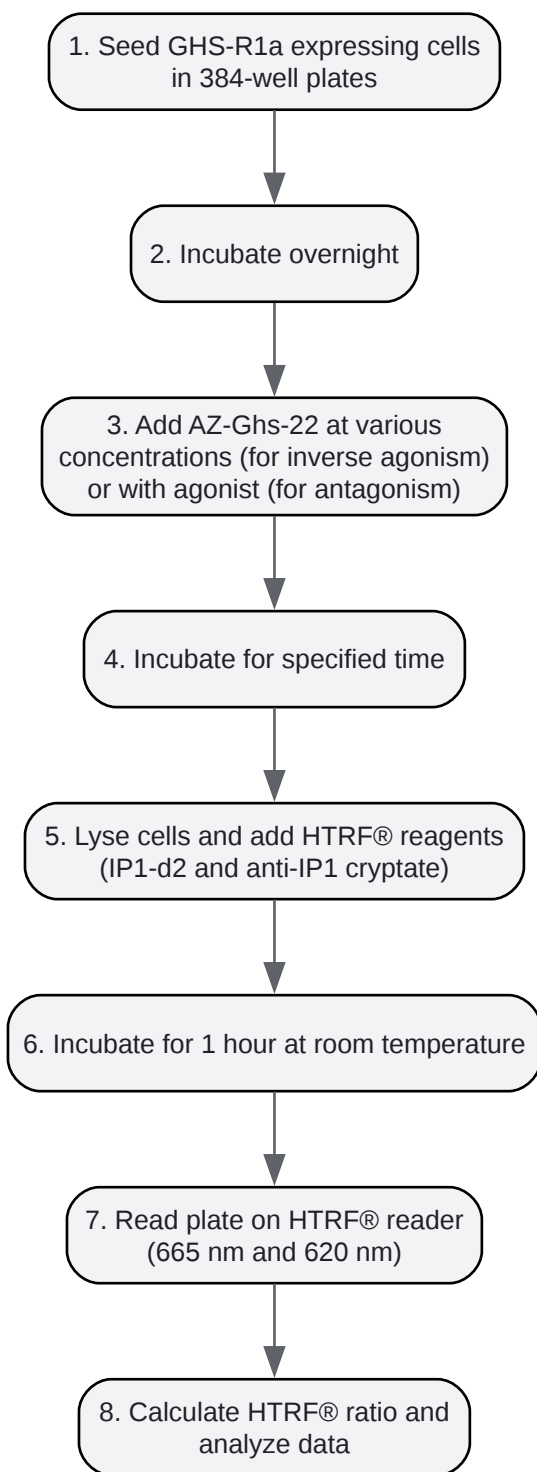 1. Seed GHS-R1a expressing cells
in 384-well plates
2. Incubate overnight
3. Add AZ-Ghs-22 at various
concentrations (for inverse agonism)
or with agonist (for antagonism)
4. Incubate for specified time
5. Lyse cells and add HTRF® reagents
(IP1-d2 and anti-IP1 cryptate)
6. Incubate for 1 hour at room temperature
7. Read plate on HTRF® reader
(665 nm and 620 nm)
8. Calculate HTRF® ratio and
analyze data